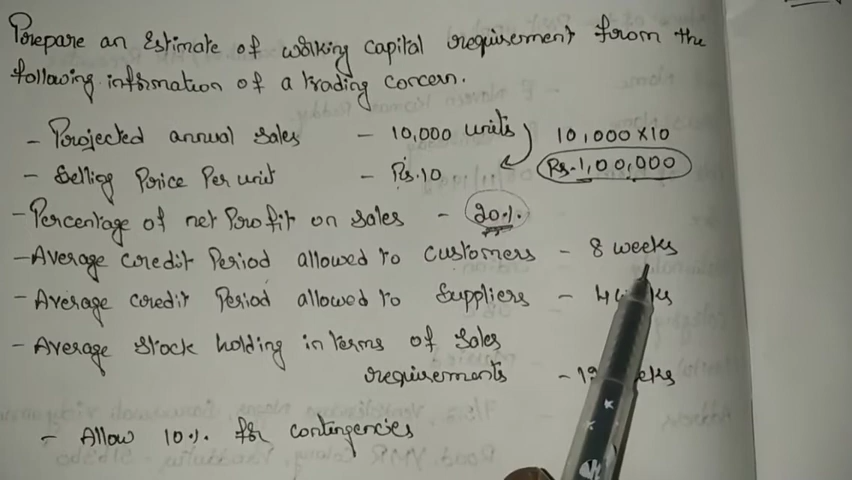 Prepare an Estimate of working capital requirement from the
following information of a trading concern.
- Projected annual sales - 10,000 units 10,000 x 10
- Selling Price Per unit - Rs.10 Rs.1,00,000
- Percentage of net Profit on sales - 20%.
- Average credit Period allowed to customers - 8 weeks
- Average credit Period allowed to Suppliers - 4
- Average stock holding in terms of sales
requirements -
- Allow 10% for contingencies